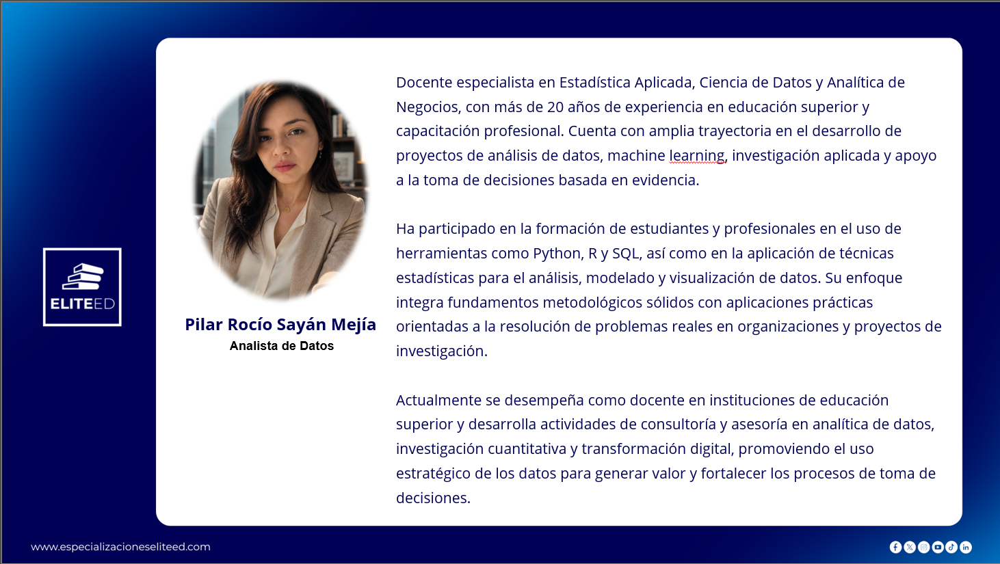 Docente especialista en Estadística Aplicada, Ciencia de Datos y Analítica de
Negocios, con más de 20 años de experiencia en educación superior y
capacitación profesional. Cuenta con amplia trayectoria en el desarrollo de
proyectos de análisis de datos, machine learning, investigación aplicada y apoyo
a la toma de decisiones basada en evidencia.
Ha participado en la formación de estudiantes y profesionales en el uso de
herramientas como Python, R y SQL, así como en la aplicación de técnicas
estadísticas para el análisis, modelado y visualización de datos. Su enfoque
integra fundamentos metodológicos sólidos con aplicaciones prácticas
orientadas a la resolución de problemas reales en organizaciones y proyectos de
investigación.
Actualmente se desempeña como docente en instituciones de educación
superior y desarrolla actividades de consultoría y asesoría en analítica de datos,
investigación cuantitativa y transformación digital, promoviendo el uso
estratégico de los datos para generar valor y fortalecer los procesos de toma de
decisiones.
Pilar Rocío Sayán Mejía
Analista de Datos
ELITEED
www.especializacioneseliteed.com